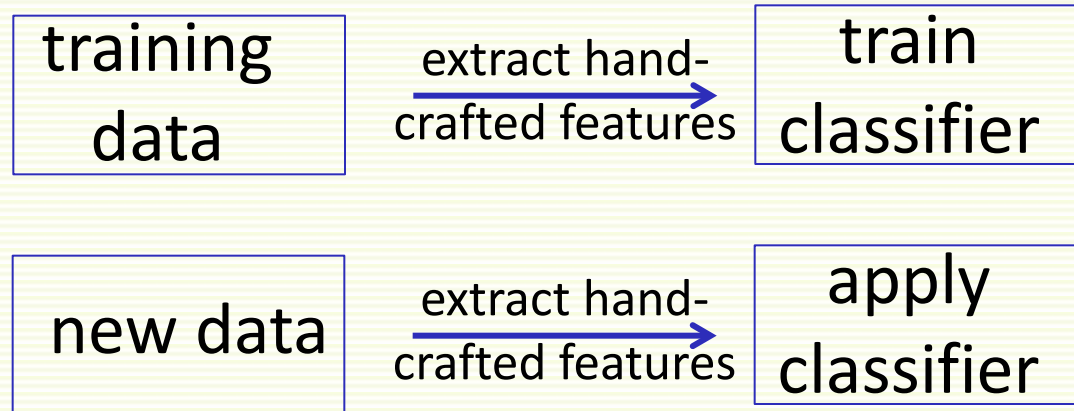 training
data
extract hand-
crafted features
train
classifier
new data
extract hand-
crafted features
apply
classifier